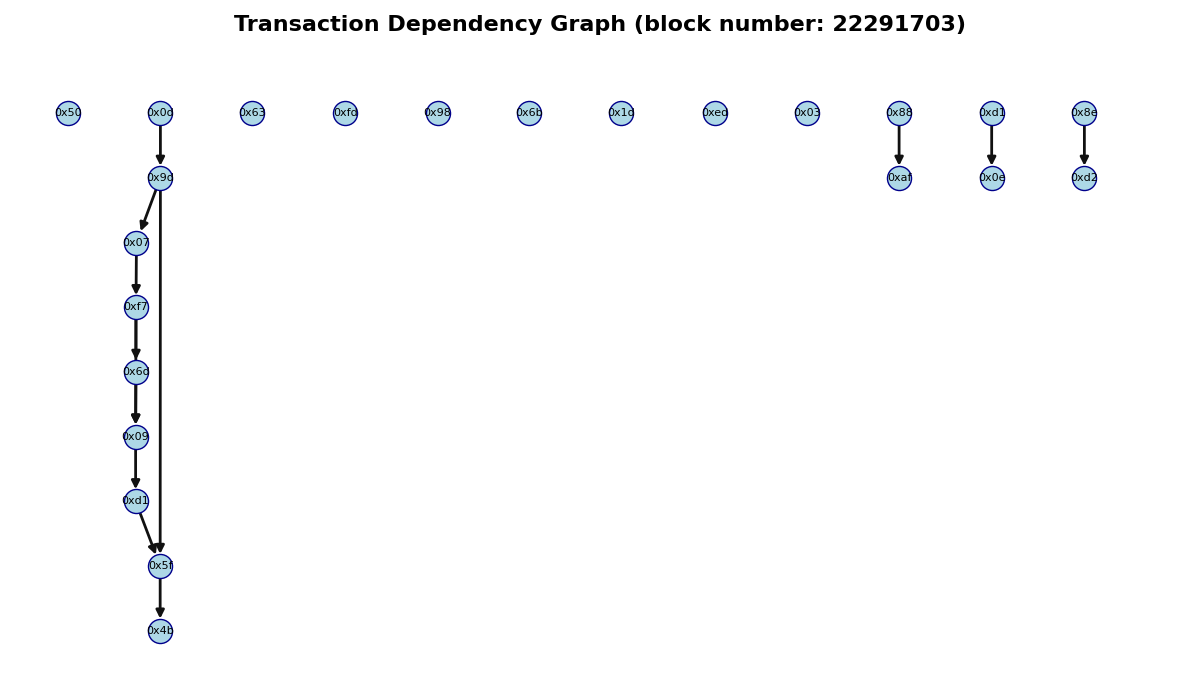 Transaction Dependency Graph (block number: 22291703)
0x50 0x0d 0x63 0xfd 0x98 0x6b 0x1d 0xed 0x03 0x88 0xd1 0x8e
0x9d 0xaf 0x0e 0xd2
0x07
0xf7
0x6d
0x09
0xd1
0x5f
0x4b